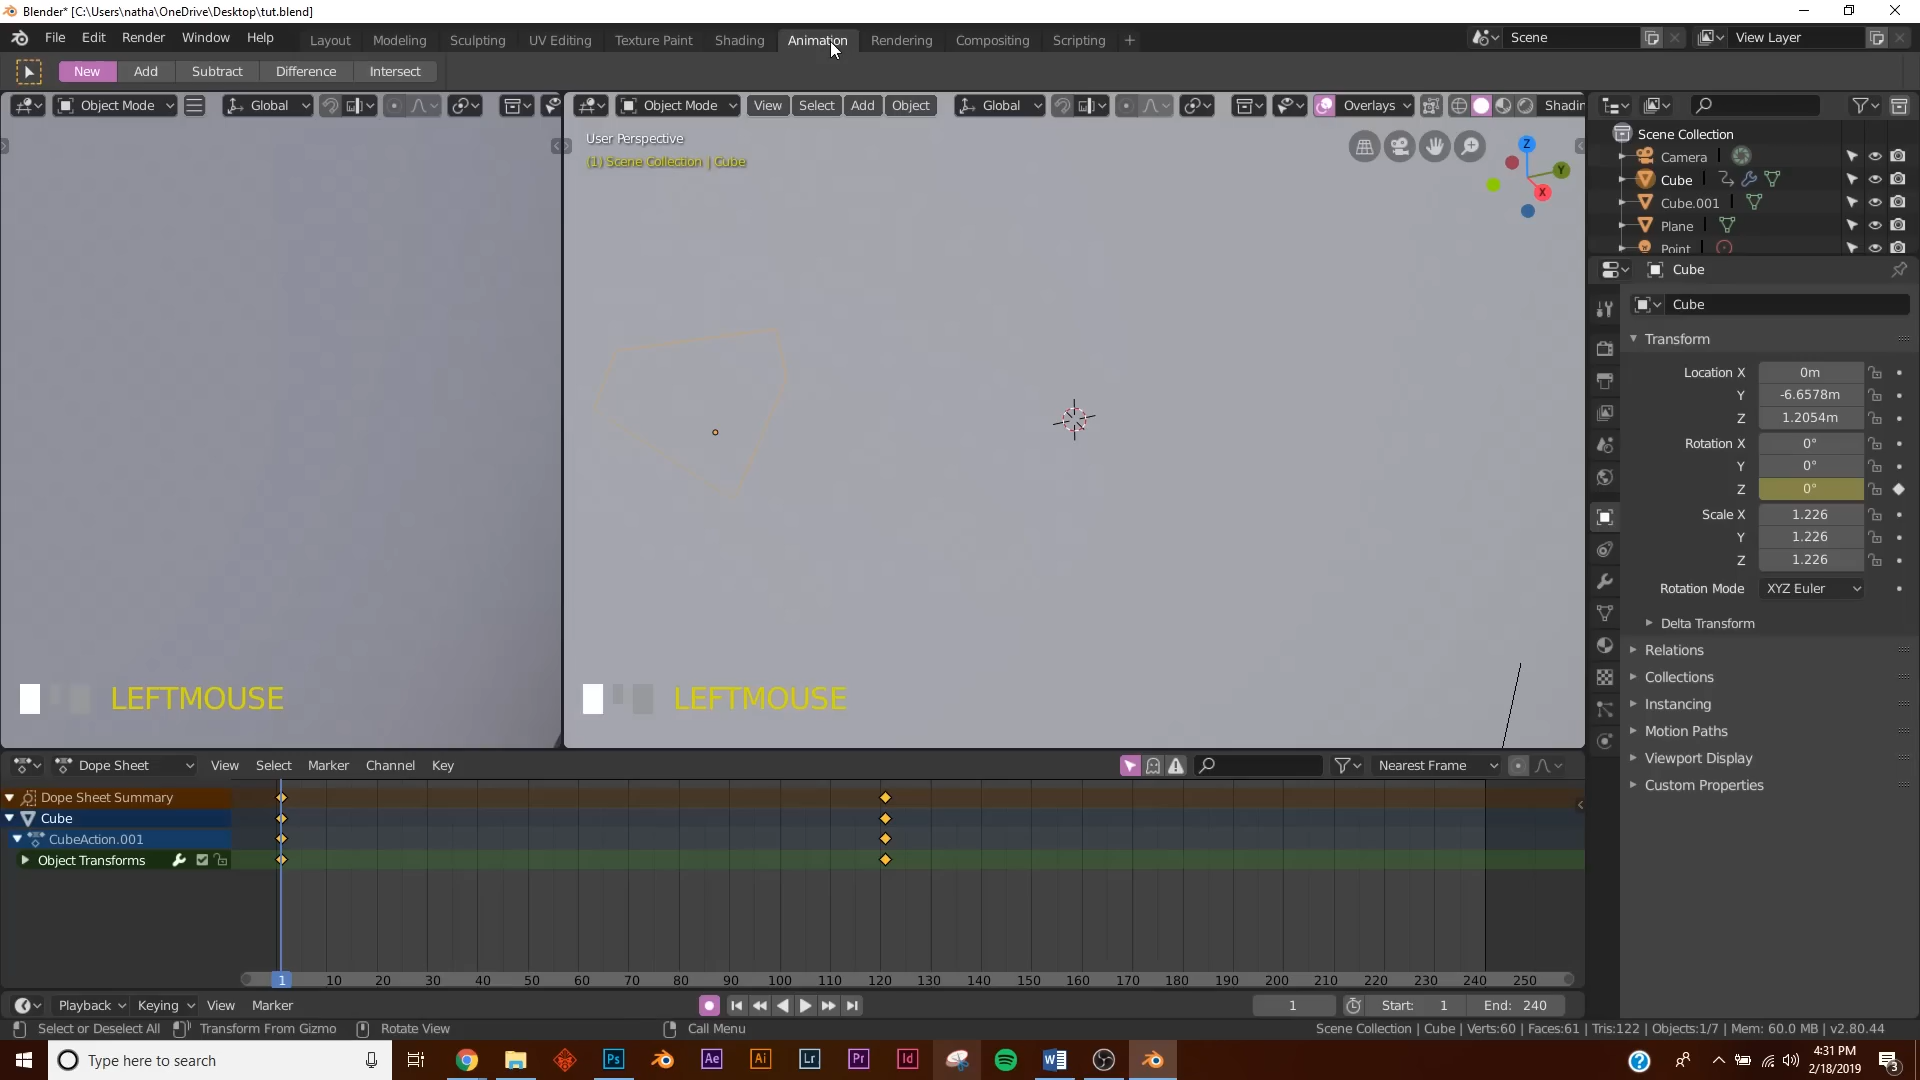 Blender* [C:\Users\natha\OneDrive\Desktop\tut.blend]
File Edit Render Window Help Layout Modeling Sculpting UV Editing Texture Paint Shading Animation Rendering Compositing Scripting + Scene View Layer
New Add Subtract Difference Intersect
Object Mode Global Object Mode View Select Add Object Global Overlays Shadin
User Perspective
(1) Scene Collection | Cube
Z
Y
X
Scene Collection
Camera
Cube
Cube.001
Plane
Point
Cube
Cube
Transform
Location X 0m
Y -6.6578m
Z 1.2054m
Rotation X 0°
Y 0°
Z 0°
Scale X 1.226
Y 1.226
Z 1.226
Rotation Mode XYZ Euler
Delta Transform
Relations
Collections
Instancing
Motion Paths
Viewport Display
Custom Properties
LEFTMOUSE LEFTMOUSE
Dope Sheet View Select Marker Channel Key Nearest Frame
Dope Sheet Summary
Cube
CubeAction.001
Object Transforms
1 10 20 30 40 50 60 70 80 90 100 110 120 130 140 150 160 170 180 190 200 210 220 230 240 250
Playback Keying View Marker 1 Start: 1 End: 240
Select or Deselect All Transform From Gizmo Rotate View Call Menu Scene Collection | Cube | Verts:60 | Faces:61 | Tris:122 | Objects:1/7 | Mem: 60.0 MB | v2.80.44
Type here to search Ps Ae Ai Lr Pr Id 4:31 PM
2/18/2019 3